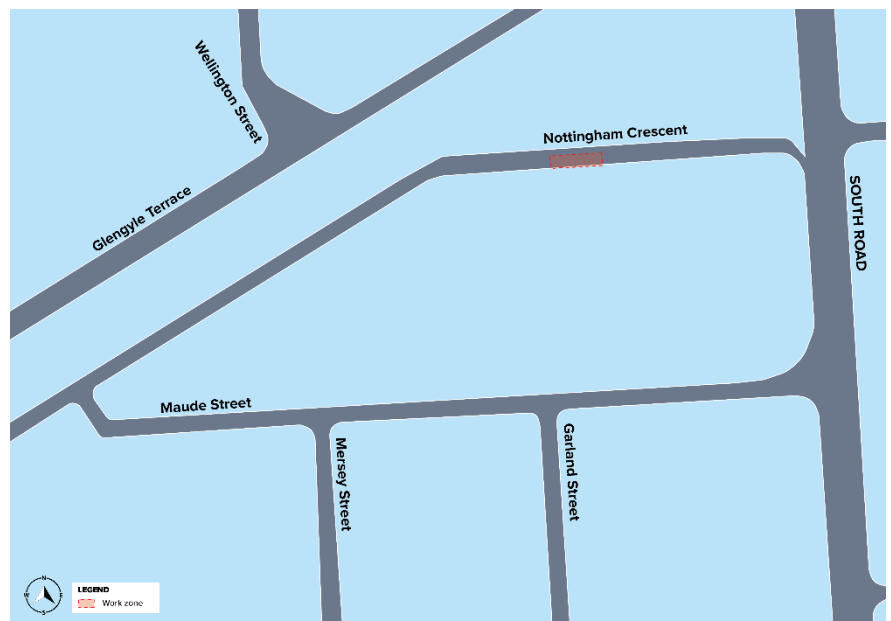 Wellington Street
Nottingham Crescent
Glengyle Terrace
SOUTH ROAD
Maude Street
Mersey Street
Garland Street
N
W
E
S
LEGEND
Work zone